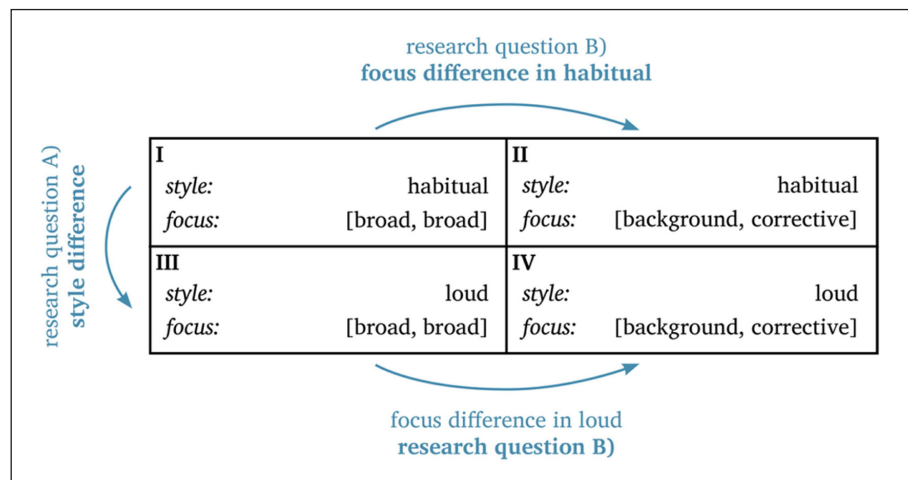 research question B)
focus difference in habitual
research question A)
style difference
I
style: habitual
focus: [broad, broad]
II
style: habitual
focus: [background, corrective]
III
style: loud
focus: [broad, broad]
IV
style: loud
focus: [background, corrective]
focus difference in loud
research question B)